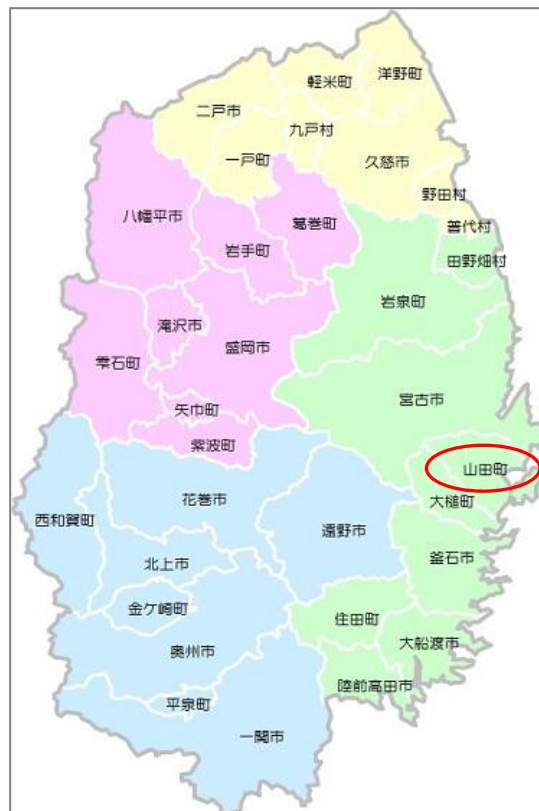 洋野町
軽米町
二戸市
九戸村
一戸町
久慈市
野田村
八幡平市
葛巻町
普代村
岩手町
田野畑村
岩泉町
滝沢市
盛岡市
雫石町
宮古市
矢巾町
紫波町
山田町
花巻市
大槌町
西和賀町
遠野市
北上市
釜石市
金ケ崎町
住田町
大船渡市
奥州市
陸前高田市
平泉町
一関市